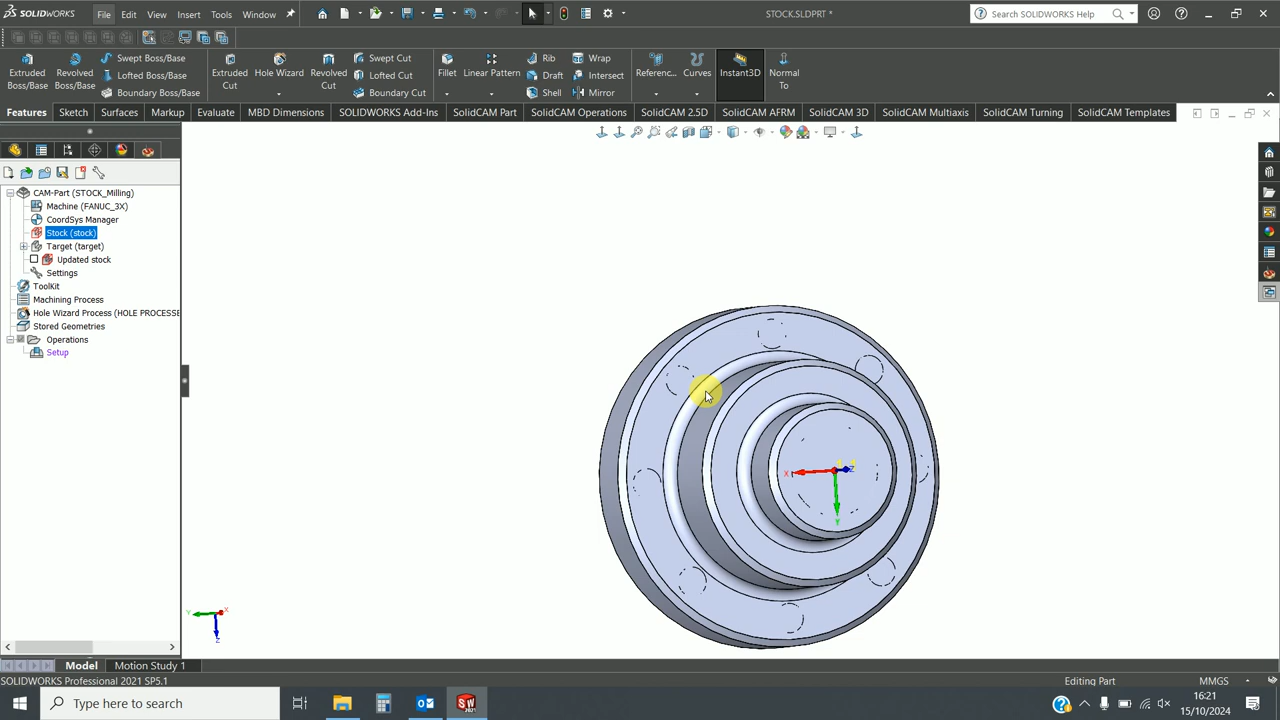 SOLIDWORKS File Edit View Insert Tools Window STOCK.SLDPRT * Search SOLIDWORKS Help
Extruded Boss/Base
Revolved Boss/Base
Swept Boss/Base
Lofted Boss/Base
Boundary Boss/Base
Extruded Cut
Hole Wizard
Revolved Cut
Swept Cut
Lofted Cut
Boundary Cut
Fillet
Linear Pattern
Rib
Draft
Shell
Wrap
Intersect
Mirror
Referenc...
Curves
Instant3D
Normal To
Features Sketch Surfaces Markup Evaluate MBD Dimensions SOLIDWORKS Add-Ins SolidCAM Part SolidCAM Operations SolidCAM 2.5D SolidCAM AFRM SolidCAM 3D SolidCAM Multiaxis SolidCAM Turning SolidCAM Templates
CAM-Part (STOCK_Milling)
Machine (FANUC_3X)
CoordSys Manager
Stock (stock)
Target (target)
Updated stock
Settings
ToolKit
Machining Process
Hole Wizard Process (HOLE PROCESSE
Stored Geometries
Operations
Setup
X
Z
Y
Y
X
Z
Model Motion Study 1
SOLIDWORKS Professional 2021 SP5.1 Editing Part MMGS
Type here to search
16:21
15/10/2024